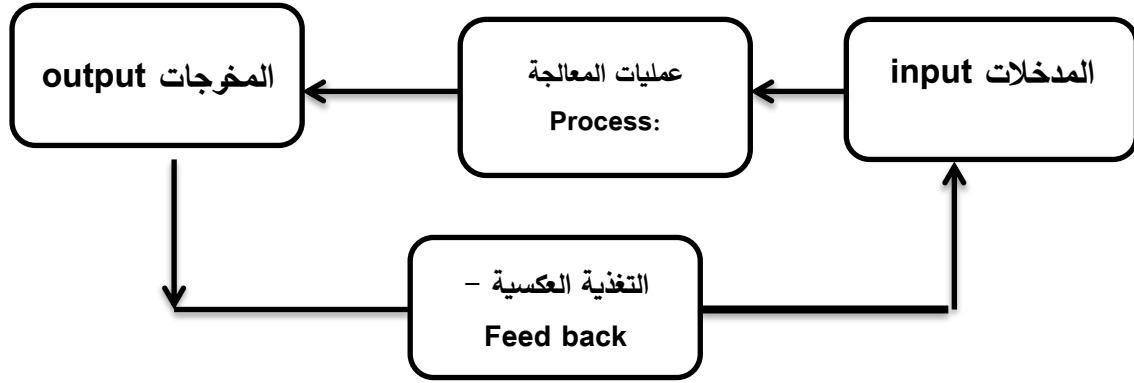 المدخلات input
عمليات المعالجة
Process:
المخرجات output
التغذية العكسية –
Feed back